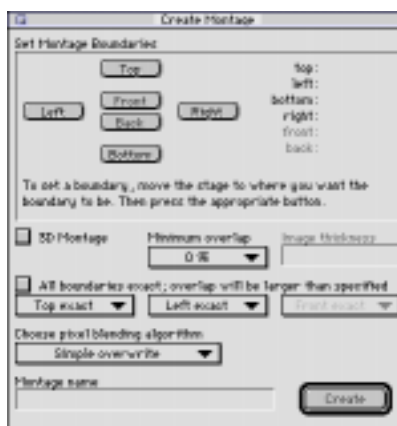 Create Montage
Set Montage Boundaries
Top
Left
Front
Back
Right
Bottom
top:
left:
bottom:
right:
front:
back:
To set a boundary, move the stage to where you want the
boundary to be. Then press the appropriate button.
3D Montage
Minimum overlap
Image thickness
0 %
All boundaries exact; overlap will be larger than specified
Top exact
Left exact
Front exact
Choose pixel blending algorithm
Simple overwrite
Montage name
Create